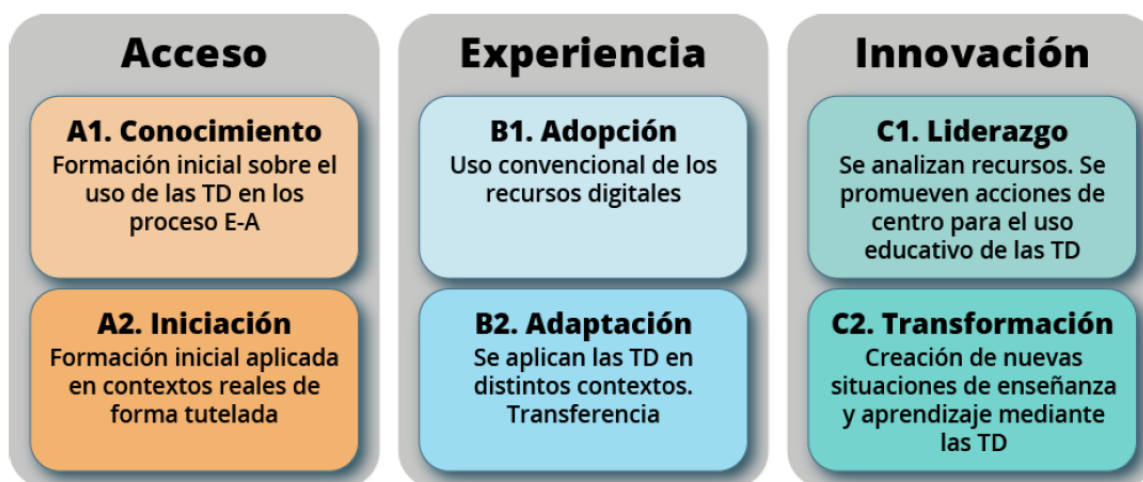 Acceso
A1. Conocimiento
Formación inicial sobre el
uso de las TD en los
proceso E-A
A2. Iniciación
Formación inicial aplicada
en contextos reales de
forma tutelada
Experiencia
B1. Adopción
Uso convencional de los
recursos digitales
B2. Adaptación
Se aplican las TD en
distintos contextos.
Transferencia
Innovación
C1. Liderazgo
Se analizan recursos. Se
promueven acciones de
centro para el uso
educativo de las TD
C2. Transformación
Creación de nuevas
situaciones de enseñanza
y aprendizaje mediante
las TD